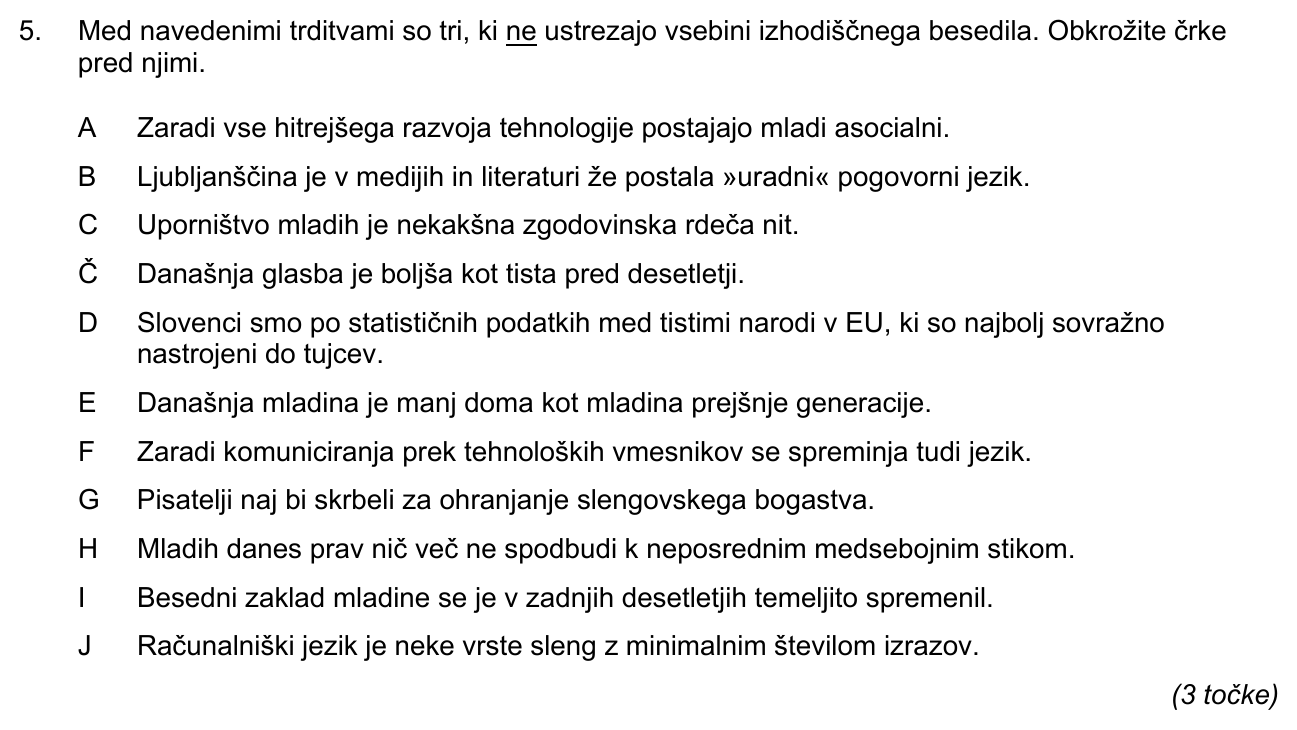 5. Med navedenimi trditvami so tri, ki ne ustrezajo vsebini izhodiščnega besedila. Obkrožite črke
pred njimi.
A Zaradi vse hitrejšega razvoja tehnologije postajajo mladi asocialni.
B Ljubljanščina je v medijih in literaturi že postala »uradni« pogovorni jezik.
C Uporništvo mladih je nekakšna zgodovinska rdeča nit.
Č Današnja glasba je boljša kot tista pred desetletji.
D Slovenci smo po statističnih podatkih med tistimi narodi v EU, ki so najbolj sovražno
nastrojeni do tujcev.
E Današnja mladina je manj doma kot mladina prejšnje generacije.
F Zaradi komuniciranja prek tehnoloških vmesnikov se spreminja tudi jezik.
G Pisatelji naj bi skrbeli za ohranjanje slengovskega bogastva.
H Mladih danes prav nič več ne spodbudi k neposrednim medsebojnim stikom.
I Besedni zaklad mladine se je v zadnjih desetletjih temeljito spremenil.
J Računalniški jezik je neke vrste sleng z minimalnim številom izrazov.
(3 točke)